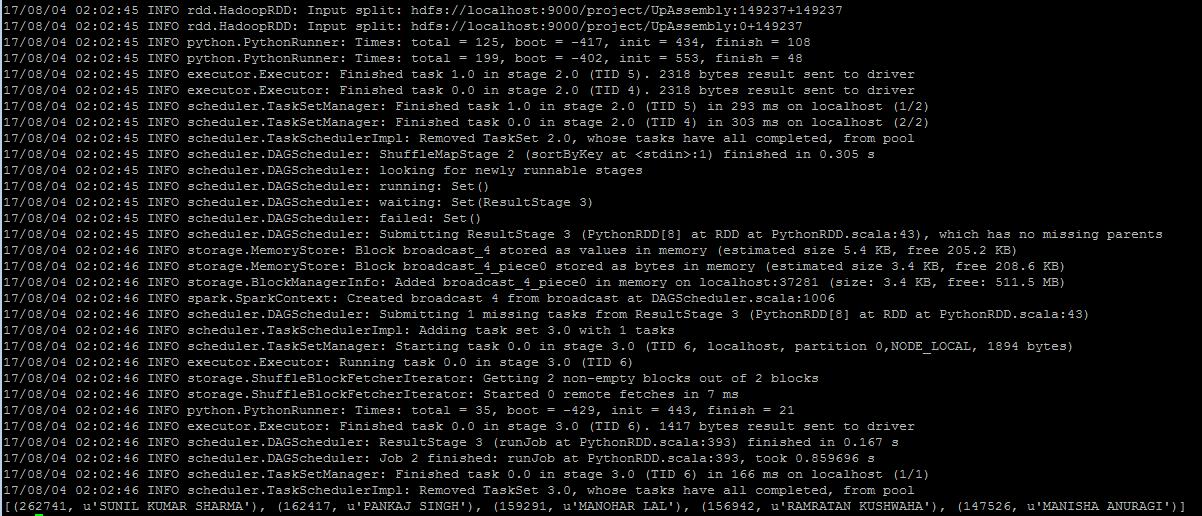 17/08/04 02:02:45 INFO rdd.HadoopRDD: Input split: hdfs://localhost:9000/project/UpAssembly:149237+149237
17/08/04 02:02:45 INFO rdd.HadoopRDD: Input split: hdfs://localhost:9000/project/UpAssembly:0+149237
17/08/04 02:02:45 INFO python.PythonRunner: Times: total = 125, boot = -417, init = 434, finish = 108
17/08/04 02:02:45 INFO python.PythonRunner: Times: total = 199, boot = -402, init = 553, finish = 48
17/08/04 02:02:45 INFO executor.Executor: Finished task 1.0 in stage 2.0 (TID 5). 2318 bytes result sent to driver
17/08/04 02:02:45 INFO executor.Executor: Finished task 0.0 in stage 2.0 (TID 4). 2318 bytes result sent to driver
17/08/04 02:02:45 INFO scheduler.TaskSetManager: Finished task 1.0 in stage 2.0 (TID 5) in 293 ms on localhost (1/2)
17/08/04 02:02:45 INFO scheduler.TaskSetManager: Finished task 0.0 in stage 2.0 (TID 4) in 303 ms on localhost (2/2)
17/08/04 02:02:45 INFO scheduler.TaskSchedulerImpl: Removed TaskSet 2.0, whose tasks have all completed, from pool
17/08/04 02:02:45 INFO scheduler.DAGScheduler: ShuffleMapStage 2 (sortByKey at <stdin>:1) finished in 0.305 s
17/08/04 02:02:45 INFO scheduler.DAGScheduler: looking for newly runnable stages
17/08/04 02:02:45 INFO scheduler.DAGScheduler: running: Set()
17/08/04 02:02:45 INFO scheduler.DAGScheduler: waiting: Set(ResultStage 3)
17/08/04 02:02:45 INFO scheduler.DAGScheduler: failed: Set()
17/08/04 02:02:45 INFO scheduler.DAGScheduler: Submitting ResultStage 3 (PythonRDD[8] at RDD at PythonRDD.scala:43), which has no missing parents
17/08/04 02:02:46 INFO storage.MemoryStore: Block broadcast_4 stored as values in memory (estimated size 5.4 KB, free 205.2 KB)
17/08/04 02:02:46 INFO storage.MemoryStore: Block broadcast_4_piece0 stored as bytes in memory (estimated size 3.4 KB, free 208.6 KB)
17/08/04 02:02:46 INFO storage.BlockManagerInfo: Added broadcast_4_piece0 in memory on localhost:37281 (size: 3.4 KB, free: 511.5 MB)
17/08/04 02:02:46 INFO spark.SparkContext: Created broadcast 4 from broadcast at DAGScheduler.scala:1006
17/08/04 02:02:46 INFO scheduler.DAGScheduler: Submitting 1 missing tasks from ResultStage 3 (PythonRDD[8] at RDD at PythonRDD.scala:43)
17/08/04 02:02:46 INFO scheduler.TaskSchedulerImpl: Adding task set 3.0 with 1 tasks
17/08/04 02:02:46 INFO scheduler.TaskSetManager: Starting task 0.0 in stage 3.0 (TID 6, localhost, partition 0,NODE_LOCAL, 1894 bytes)
17/08/04 02:02:46 INFO executor.Executor: Running task 0.0 in stage 3.0 (TID 6)
17/08/04 02:02:46 INFO storage.ShuffleBlockFetcherIterator: Getting 2 non-empty blocks out of 2 blocks
17/08/04 02:02:46 INFO storage.ShuffleBlockFetcherIterator: Started 0 remote fetches in 7 ms
17/08/04 02:02:46 INFO python.PythonRunner: Times: total = 35, boot = -429, init = 443, finish = 21
17/08/04 02:02:46 INFO executor.Executor: Finished task 0.0 in stage 3.0 (TID 6). 1417 bytes result sent to driver
17/08/04 02:02:46 INFO scheduler.DAGScheduler: ResultStage 3 (runJob at PythonRDD.scala:393) finished in 0.167 s
17/08/04 02:02:46 INFO scheduler.DAGScheduler: Job 2 finished: runJob at PythonRDD.scala:393, took 0.859696 s
17/08/04 02:02:46 INFO scheduler.TaskSetManager: Finished task 0.0 in stage 3.0 (TID 6) in 166 ms on localhost (1/1)
17/08/04 02:02:46 INFO scheduler.TaskSchedulerImpl: Removed TaskSet 3.0, whose tasks have all completed, from pool
[(262741, u'SUNIL KUMAR SHARMA'), (162417, u'PANKAJ SINGH'), (159291, u'MANOHAR LAL'), (156942, u'RAMRATAN KUSHWAHA'), (147526, u'MANISHA ANURAGI')]